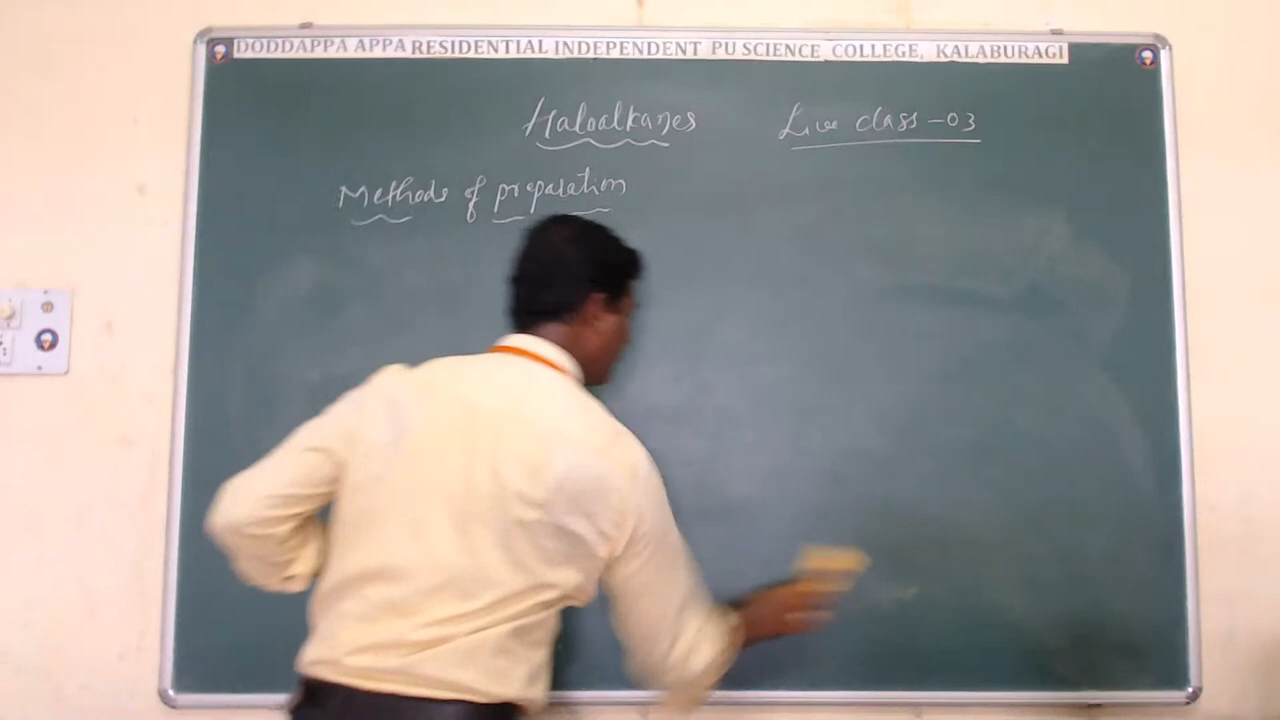 DODDAPPA APPA RESIDENTIAL INDEPENDENT PU SCIENCE COLLEGE, KALABURAGI
Haloalkanes Live class -03
Methods of preparation